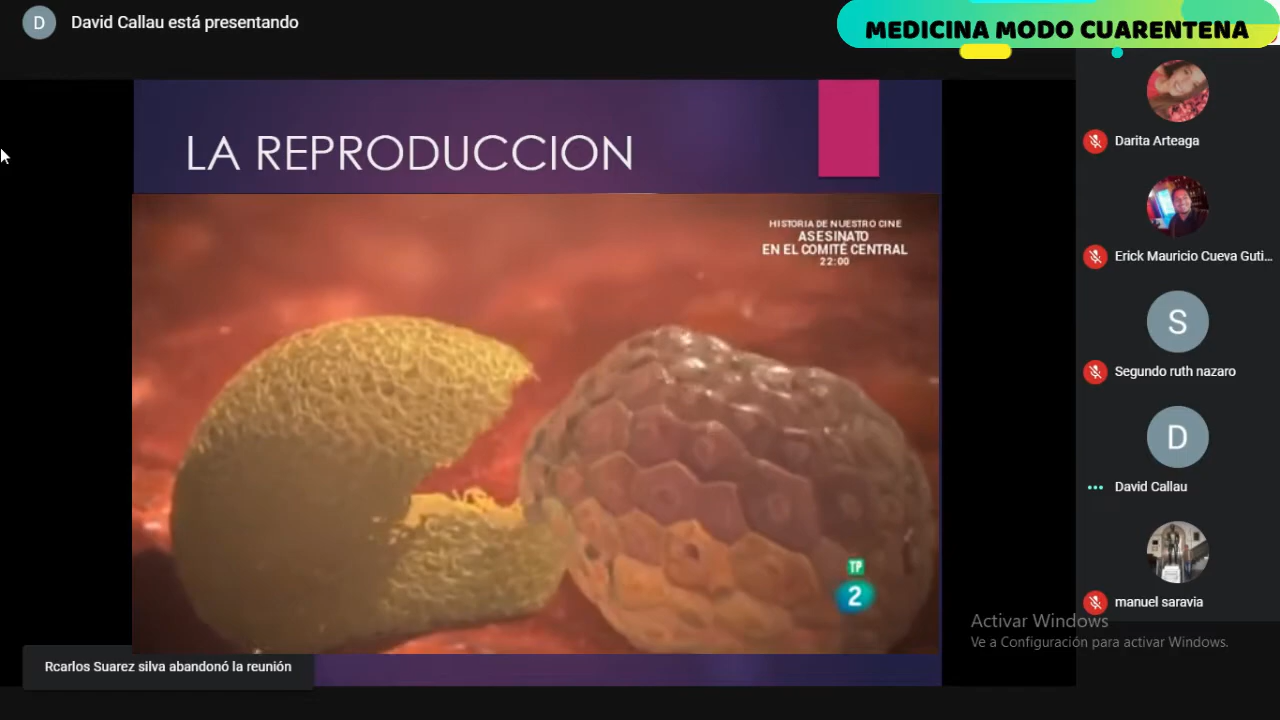 D
David Callau está presentando
MEDICINA MODO CUARENTENA
LA REPRODUCCION
HISTORIA DE NUESTRO CINE
ASESINATO
EN EL COMITÉ CENTRAL
22:00
TP
2
Darita Arteaga
Erick Mauricio Cueva Guti...
S
Segundo ruth nazaro
D
David Callau
manuel saravia
Activar Windows
Ve a Configuración para activar Windows.
Rcarlos Suarez silva abandonó la reunión